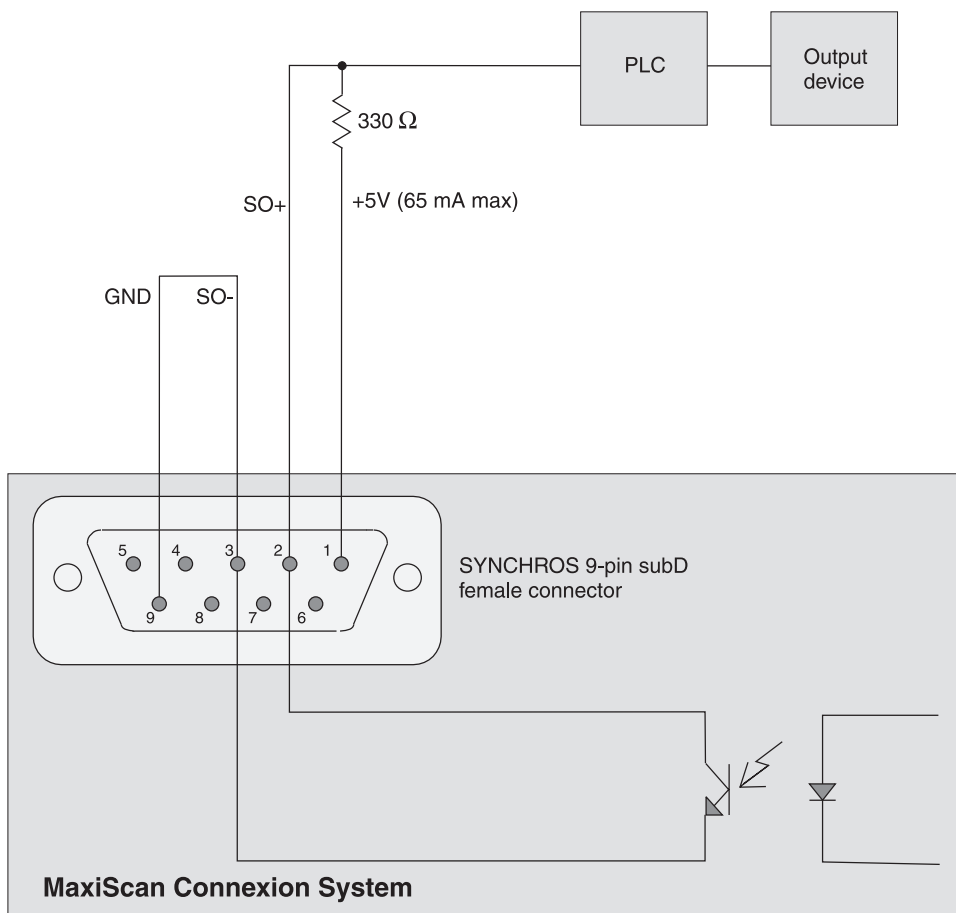 PLC
Output
device
330 Ω
SO+
+5V (65 mA max)
GND
SO-
5
4
3
2
1
9
8
7
6
SYNCHROS 9-pin subD
female connector
MaxiScan Connexion System